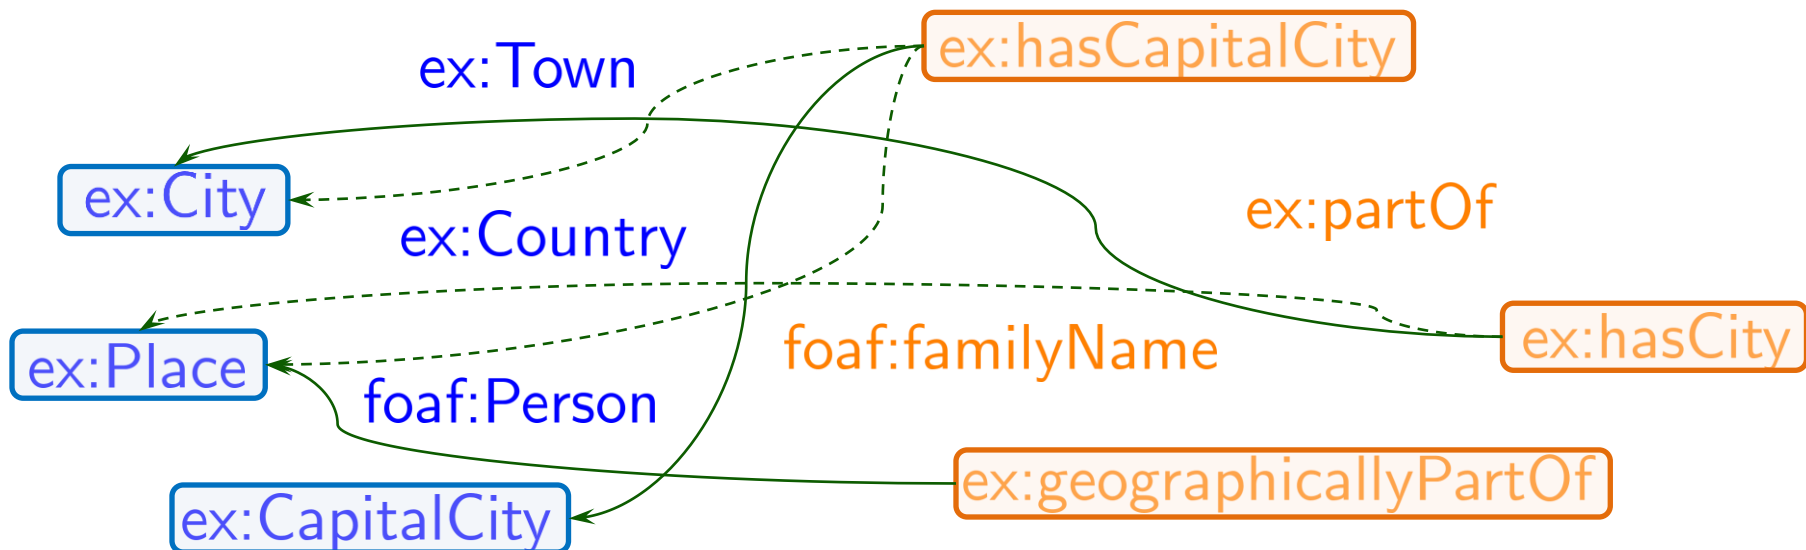 ex:hasCapitalCity
ex:Town
ex:City
ex:partOf
ex:Country
ex:hasCity
foaf:familyName
ex:Place
foaf:Person
ex:geographicallyPartOf
ex:CapitalCity